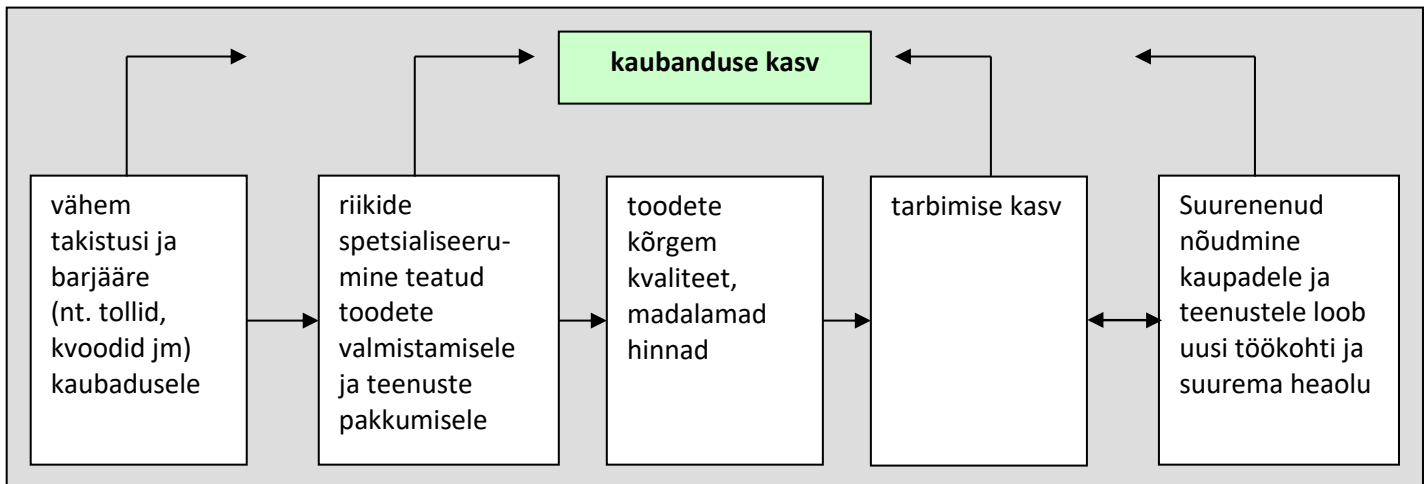 kaubanduse kasv
vähem
takistusi ja
barjääre
(nt. tollid,
kvoodid jm)
kaubadusele
riikide
spetsialiseeru-
mine teatud
toodete
valmistamisele
ja teenuste
pakkumisele
toodete
kõrgem
kvaliteet,
madalamad
hinnad
tarbimise kasv
Suurenenud
nõudmine
kaupadele ja
teenustele loob
uusi töökohti ja
suurema heaolu